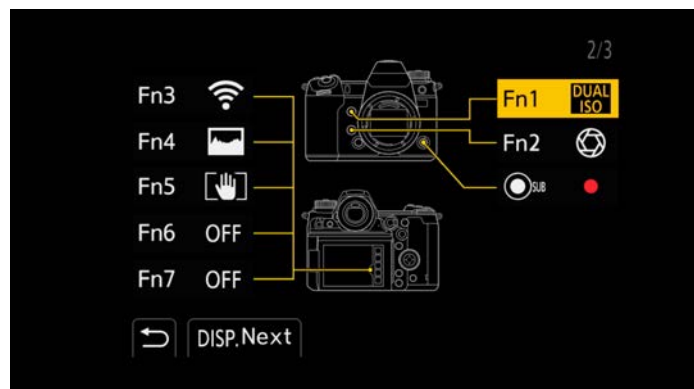 2/3
Fn3
Fn1 DUAL ISO
Fn4
Fn2
Fn5
SUB
Fn6 OFF
Fn7 OFF
DISP. Next